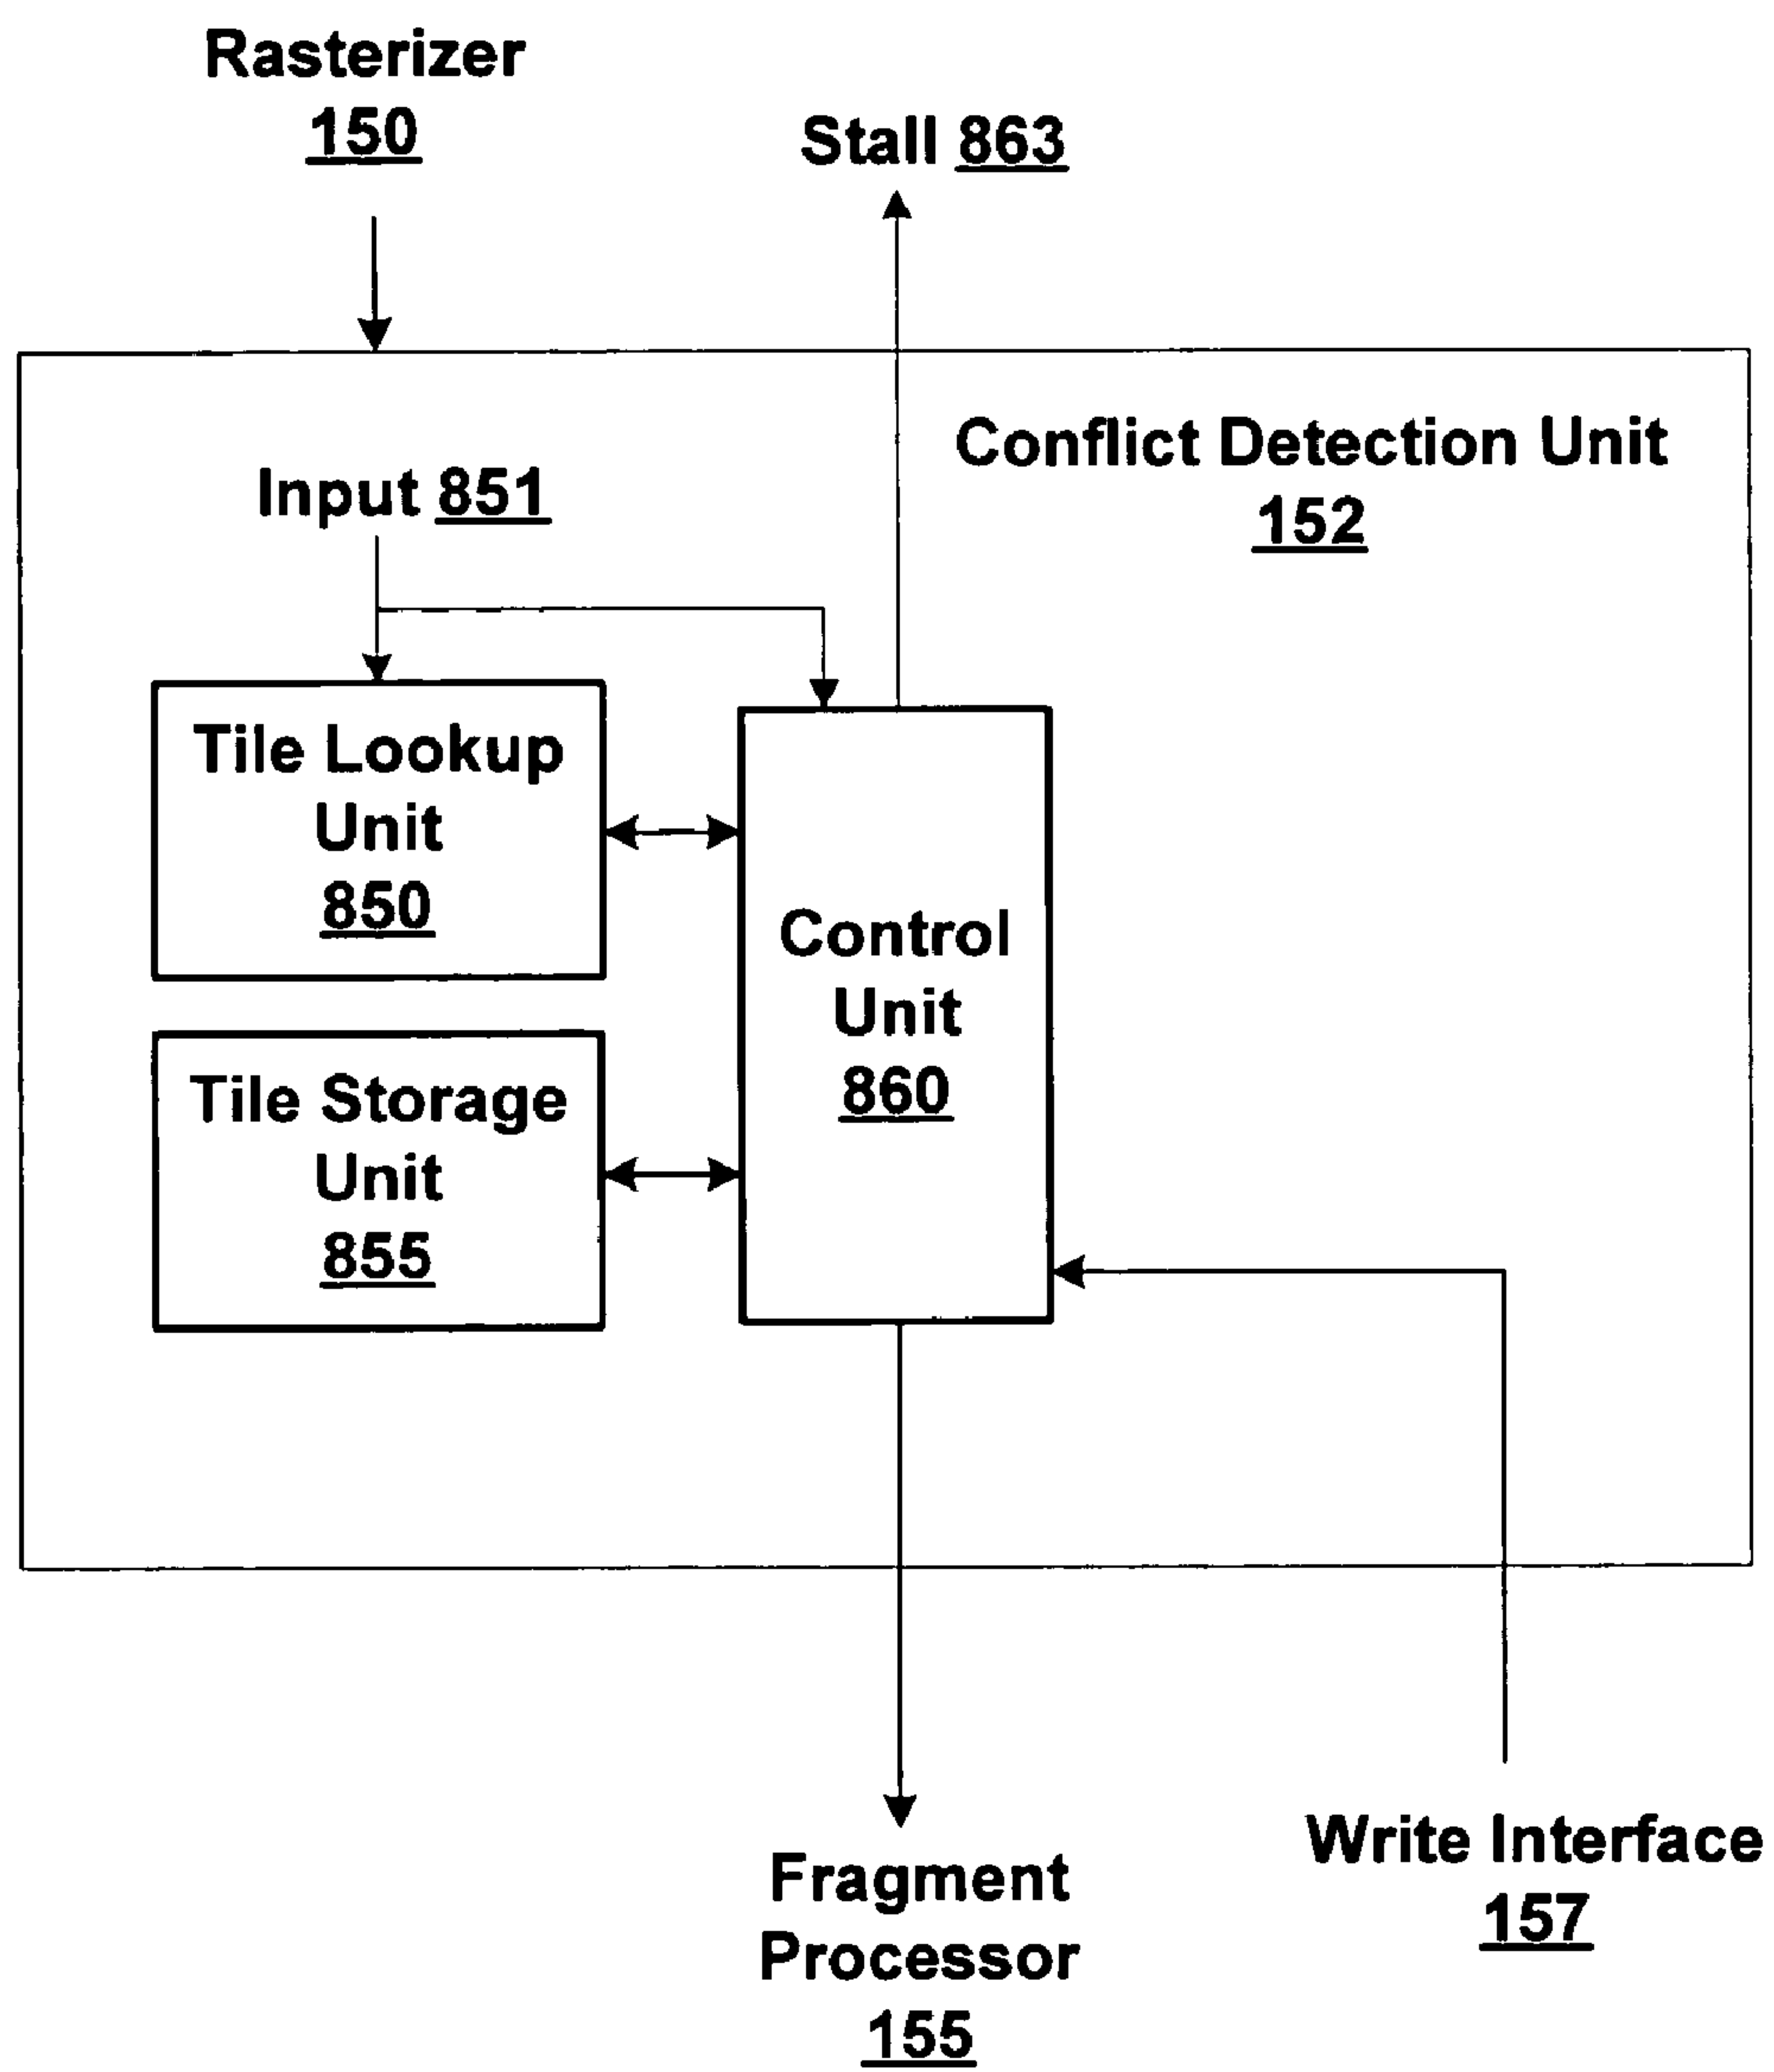 Rasterizer
150
Stall 863
Conflict Detection Unit
152
Input 851
Tile Lookup
Unit
850
Control
Unit
860
Tile Storage
Unit
855
Fragment
Processor
155
Write Interface
157